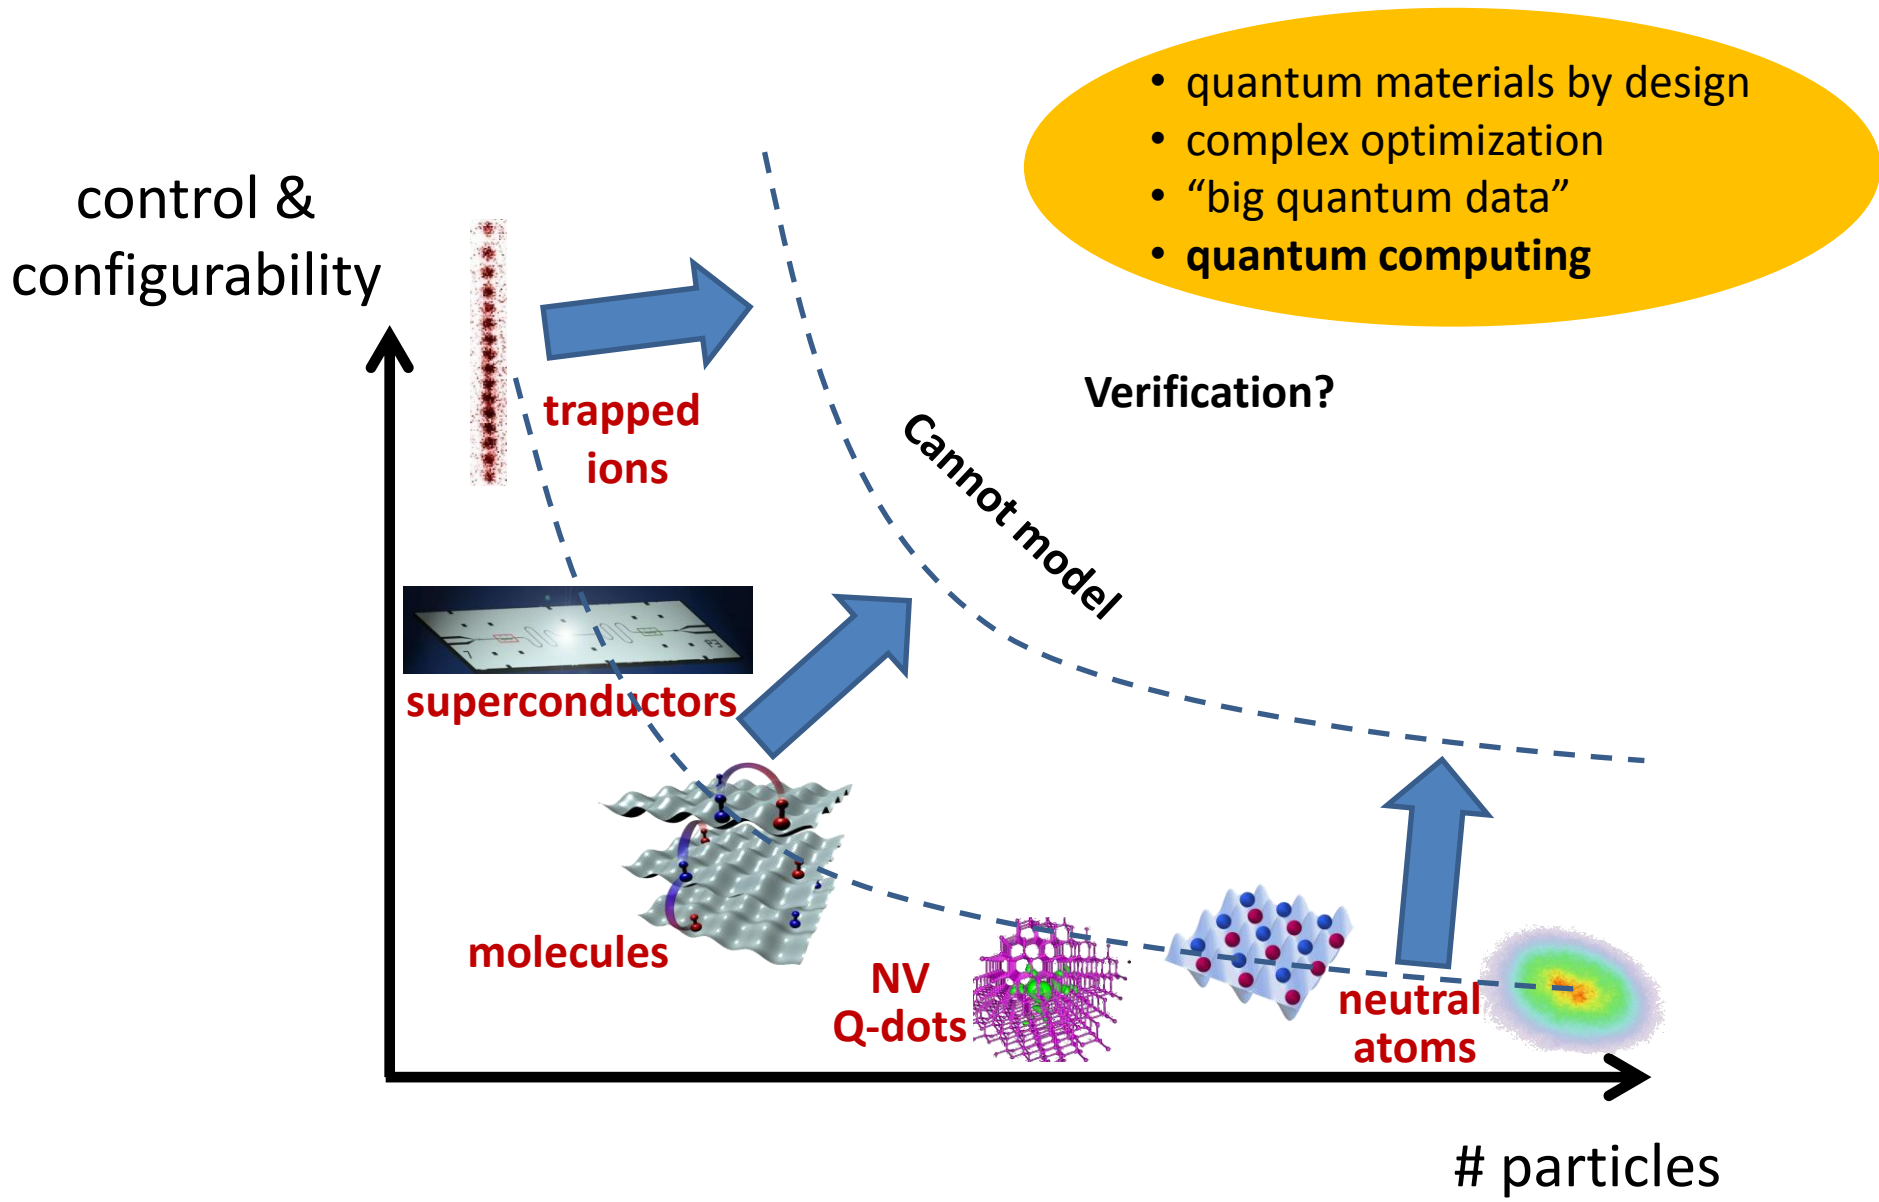 • quantum materials by design
• complex optimization
• “big quantum data”
• quantum computing
control &
configurability
Verification?
trapped
ions
Cannot model
superconductors
molecules
NV
Q-dots
neutral
atoms
# particles